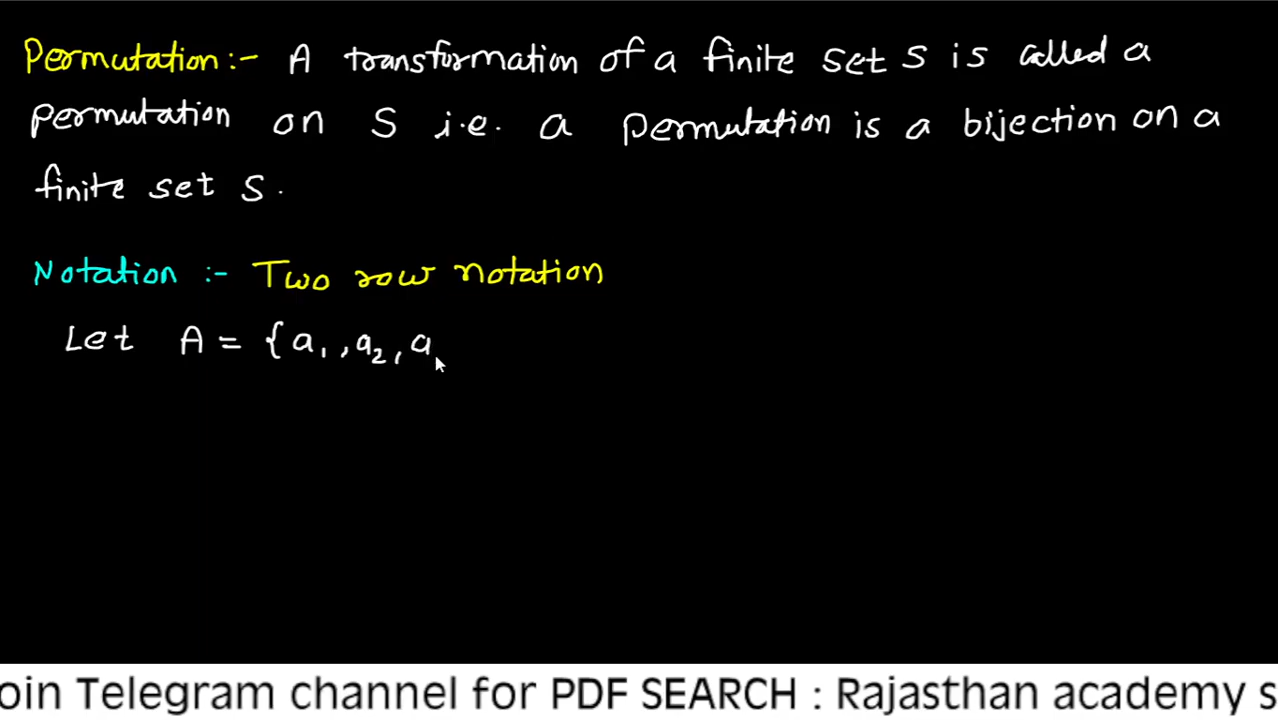 Permutation :- A transformation of a finite set S is called a
permutation on S i.e. a permutation is a bijection on a
finite set S.
Notation :- Two row notation
Let A = { a₁, a₂, a
oin Telegram channel for PDF SEARCH : Rajasthan academy s